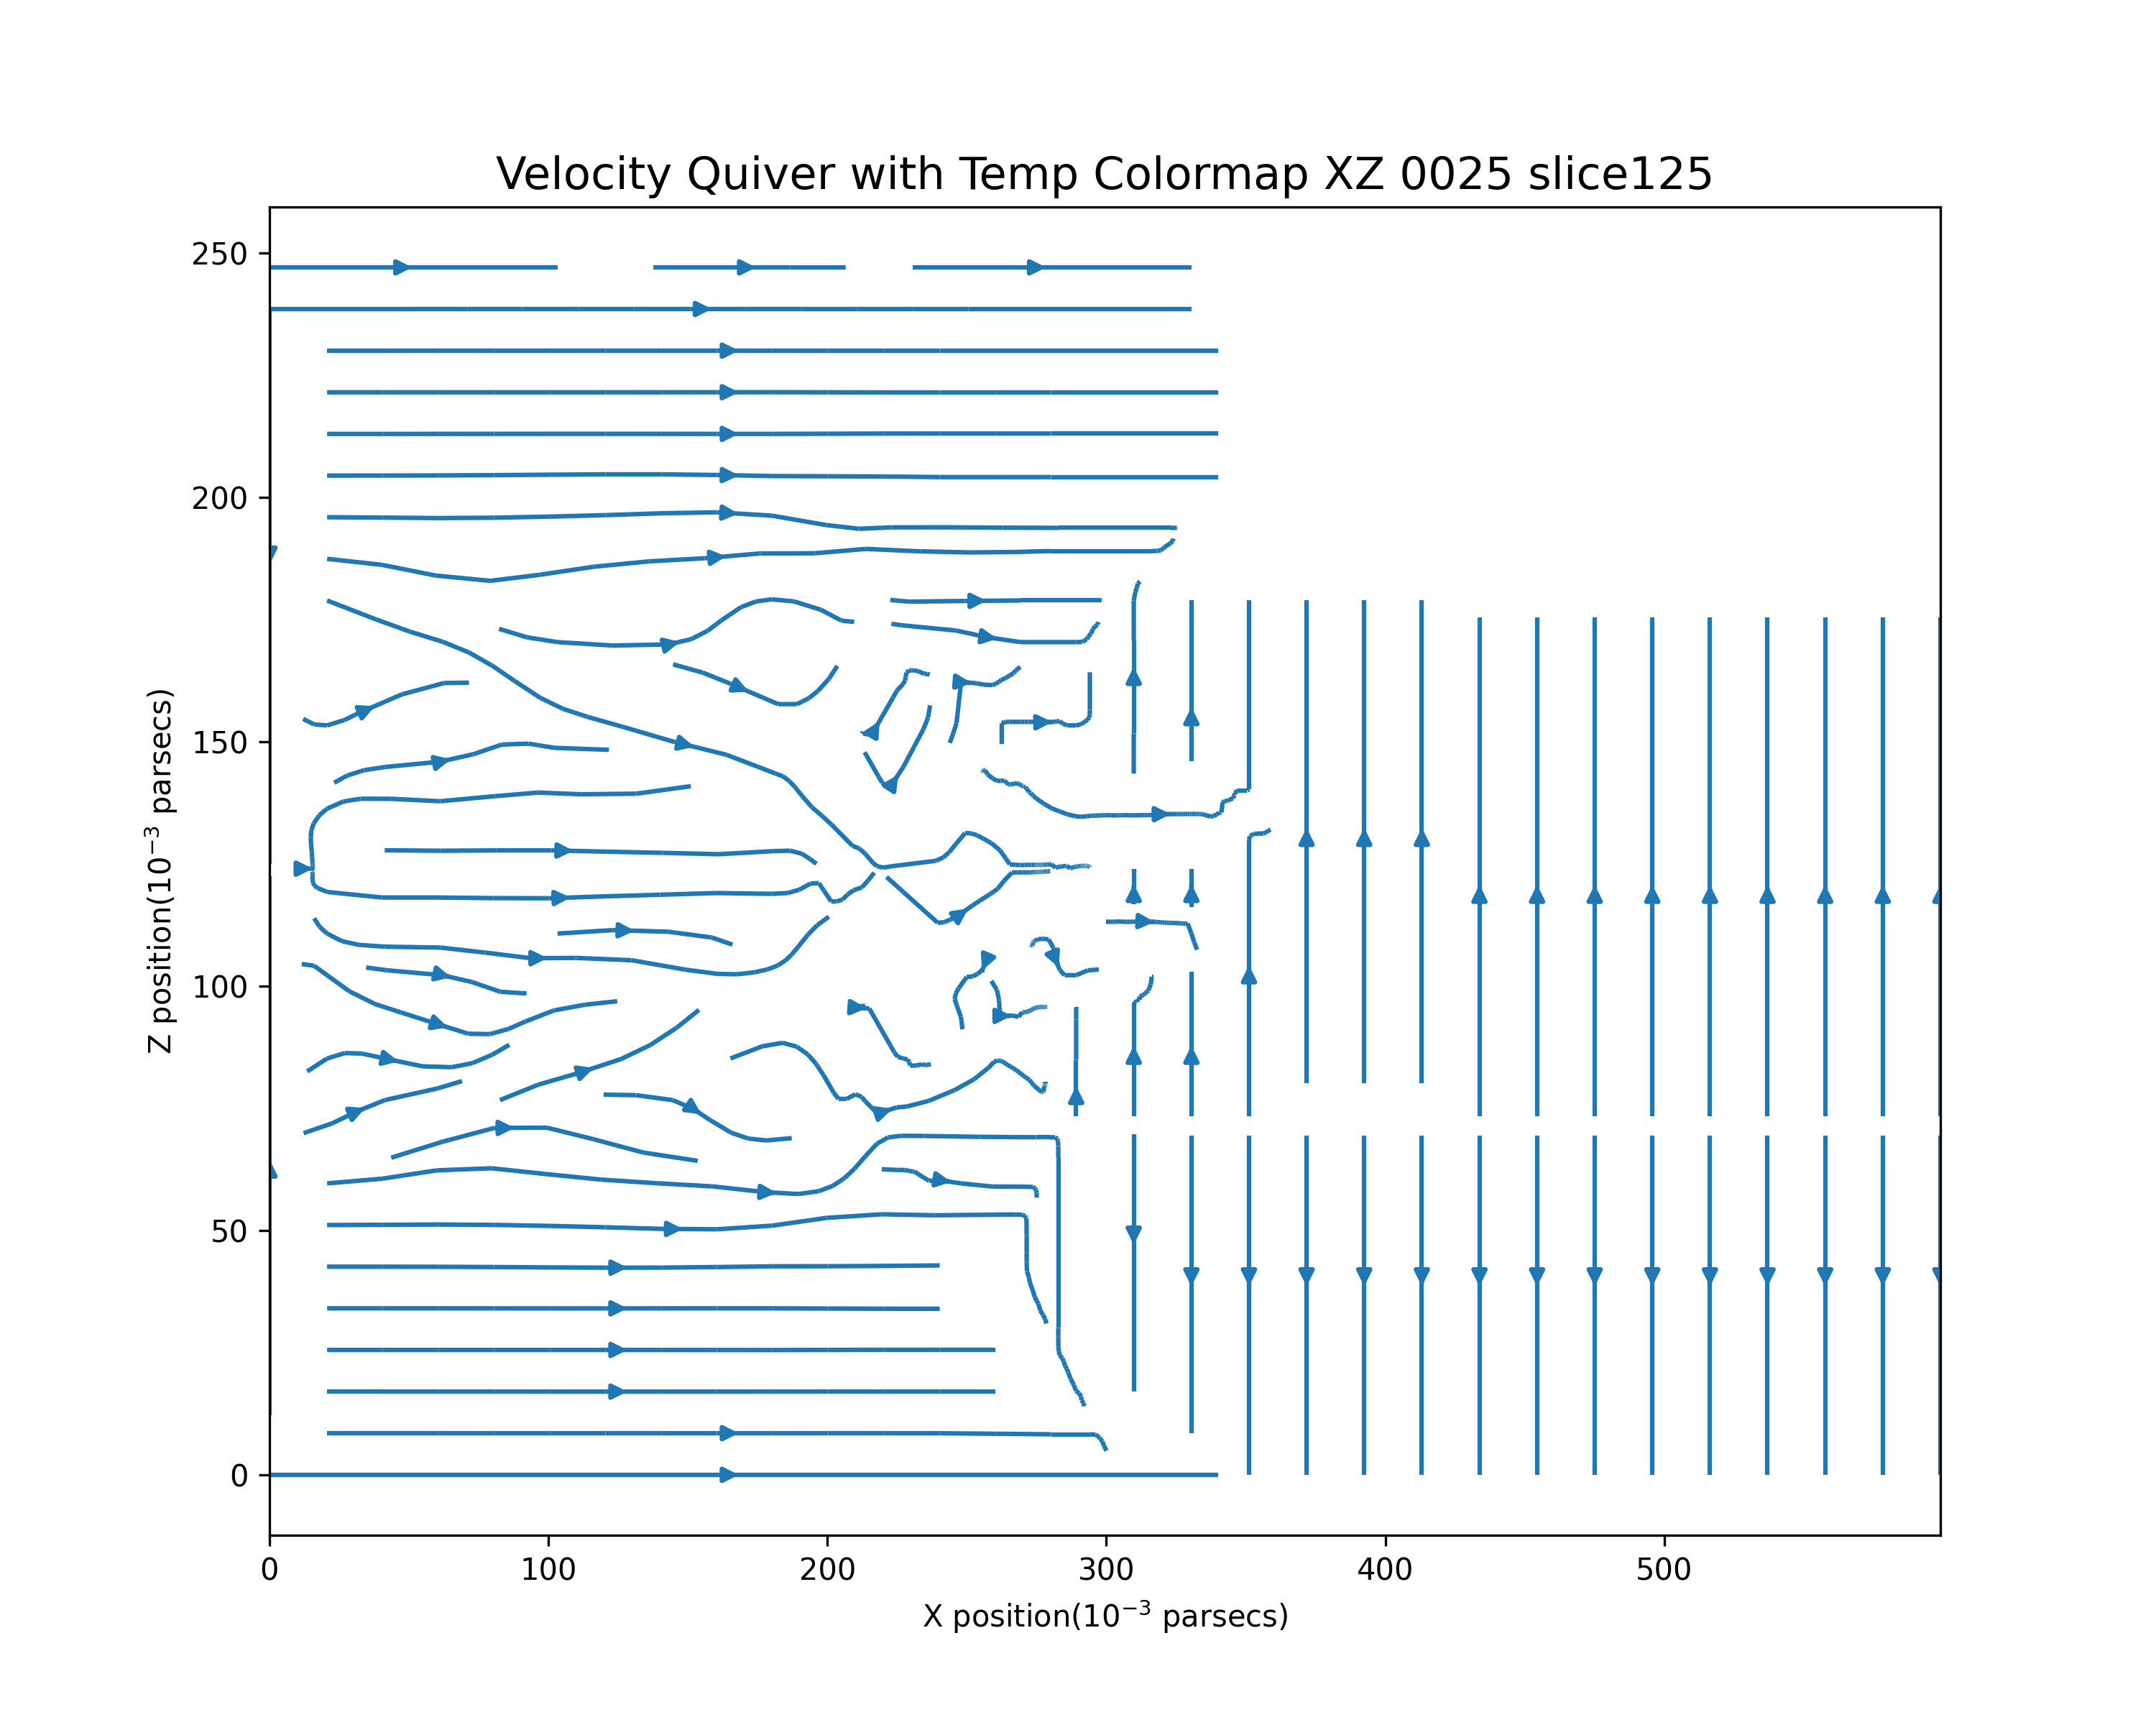 Velocity Quiver with Temp Colormap XZ 0025 slice125
250
200
150
100
50
0
Z position(10⁻³ parsecs)
0 100 200 300 400 500
X position(10⁻³ parsecs)